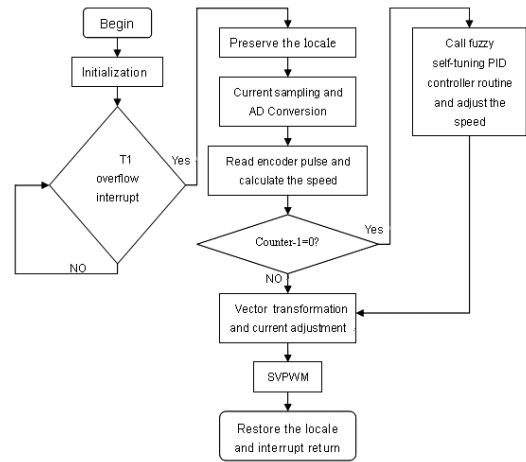 Begin
Initialization
T1
overflow
interrupt
Yes
NO
Preserve the locale
Current sampling and
AD Conversion
Read encoder pulse and
calculate the speed
Counter-1=0?
Yes
NO
Call fuzzy
self-tuning PID
controller routine
and adjust the
speed
Vector transformation
and current adjustment
SVPWM
Restore the locale
and interrupt return